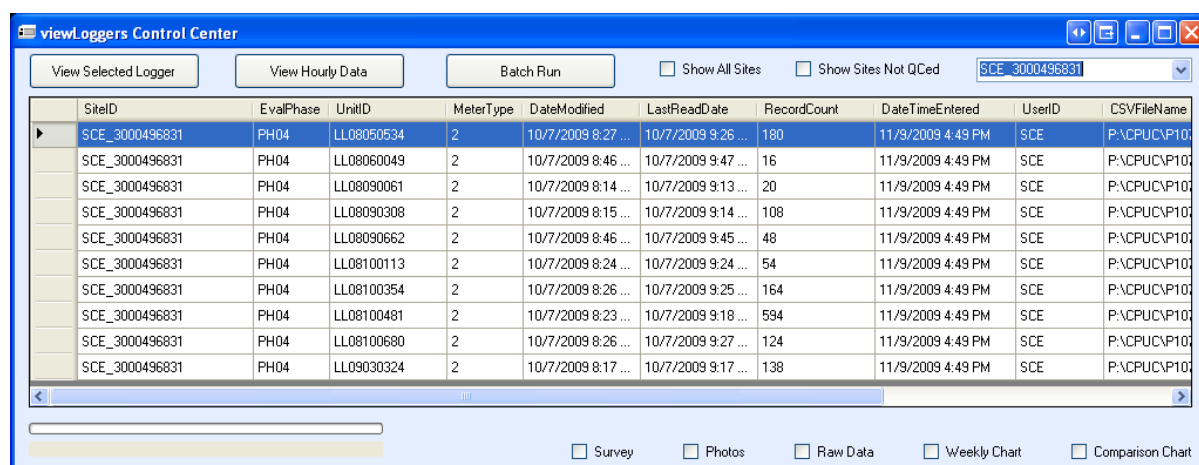 viewLoggers Control Center
View Selected Logger View Hourly Data Batch Run Show All Sites Show Sites Not QCed SCE_3000496831
SiteID EvalPhase UnitID MeterType DateModified LastReadDate RecordCount DateTimeEntered UserID CSVFileName
SCE_3000496831 PH04 LL08050534 2 10/7/2009 8:27 ... 10/7/2009 9:26 ... 180 11/9/2009 4:49 PM SCE P:\CPUC\P107
SCE_3000496831 PH04 LL08060049 2 10/7/2009 8:46 ... 10/7/2009 9:47 ... 16 11/9/2009 4:49 PM SCE P:\CPUC\P107
SCE_3000496831 PH04 LL08090061 2 10/7/2009 8:14 ... 10/7/2009 9:13 ... 20 11/9/2009 4:49 PM SCE P:\CPUC\P107
SCE_3000496831 PH04 LL08090308 2 10/7/2009 8:15 ... 10/7/2009 9:14 ... 108 11/9/2009 4:49 PM SCE P:\CPUC\P107
SCE_3000496831 PH04 LL08090662 2 10/7/2009 8:46 ... 10/7/2009 9:45 ... 48 11/9/2009 4:49 PM SCE P:\CPUC\P107
SCE_3000496831 PH04 LL08100113 2 10/7/2009 8:24 ... 10/7/2009 9:24 ... 54 11/9/2009 4:49 PM SCE P:\CPUC\P107
SCE_3000496831 PH04 LL08100354 2 10/7/2009 8:26 ... 10/7/2009 9:25 ... 164 11/9/2009 4:49 PM SCE P:\CPUC\P107
SCE_3000496831 PH04 LL08100481 2 10/7/2009 8:23 ... 10/7/2009 9:18 ... 594 11/9/2009 4:49 PM SCE P:\CPUC\P107
SCE_3000496831 PH04 LL08100680 2 10/7/2009 8:26 ... 10/7/2009 9:27 ... 124 11/9/2009 4:49 PM SCE P:\CPUC\P107
SCE_3000496831 PH04 LL09030324 2 10/7/2009 8:17 ... 10/7/2009 9:17 ... 138 11/9/2009 4:49 PM SCE P:\CPUC\P107
Survey Photos Raw Data Weekly Chart Comparison Chart